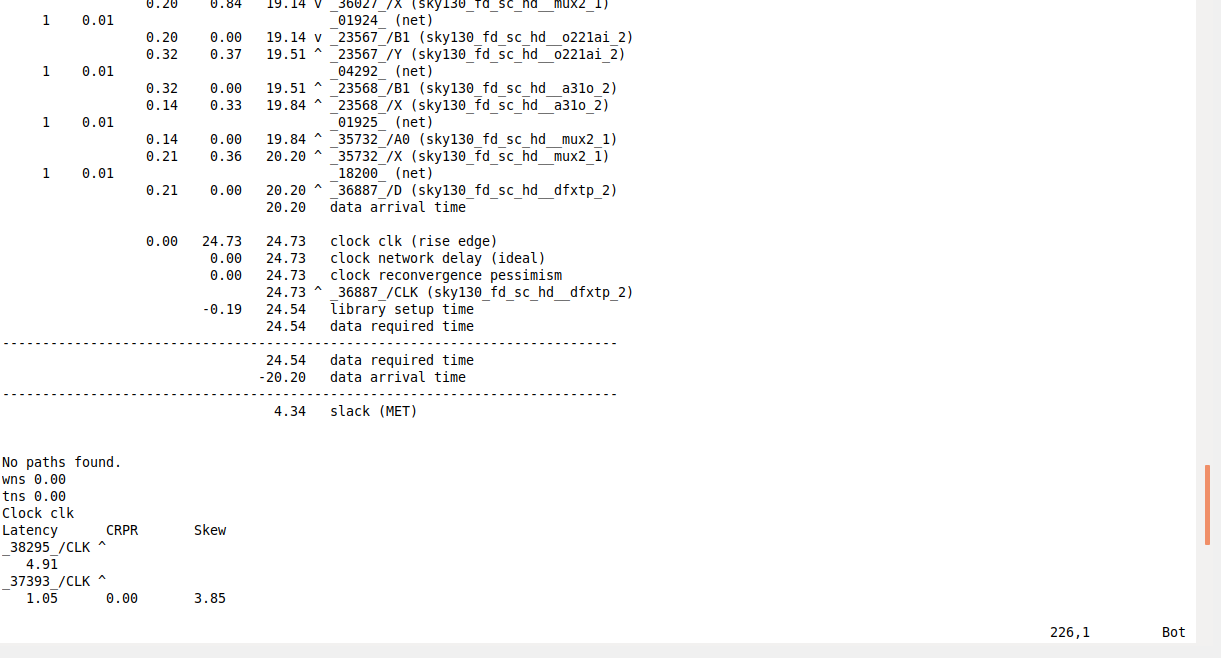 0.20 0.84 19.14 v _36027_/X (sky130_fd_sc_hd__mux2_1)
1 0.01 _01924_ (net)
0.20 0.00 19.14 v _23567_/B1 (sky130_fd_sc_hd__o221ai_2)
0.32 0.37 19.51 ^ _23567_/Y (sky130_fd_sc_hd__o221ai_2)
1 0.01 _04292_ (net)
0.32 0.00 19.51 ^ _23568_/B1 (sky130_fd_sc_hd__a31o_2)
0.14 0.33 19.84 ^ _23568_/X (sky130_fd_sc_hd__a31o_2)
1 0.01 _01925_ (net)
0.14 0.00 19.84 ^ _35732_/A0 (sky130_fd_sc_hd__mux2_1)
0.21 0.36 20.20 ^ _35732_/X (sky130_fd_sc_hd__mux2_1)
1 0.01 _18200_ (net)
0.21 0.00 20.20 ^ _36887_/D (sky130_fd_sc_hd__dfxtp_2)
20.20 data arrival time
0.00 24.73 24.73 clock clk (rise edge)
0.00 24.73 clock network delay (ideal)
0.00 24.73 clock reconvergence pessimism
24.73 ^ _36887_/CLK (sky130_fd_sc_hd__dfxtp_2)
-0.19 24.54 library setup time
24.54 data required time
-----------------------------------------------------------------------------
24.54 data required time
-20.20 data arrival time
-----------------------------------------------------------------------------
4.34 slack (MET)
No paths found.
wns 0.00
tns 0.00
Clock clk
Latency CRPR Skew
_38295_/CLK ^
4.91
_37393_/CLK ^
1.05 0.00 3.85
226,1 Bot